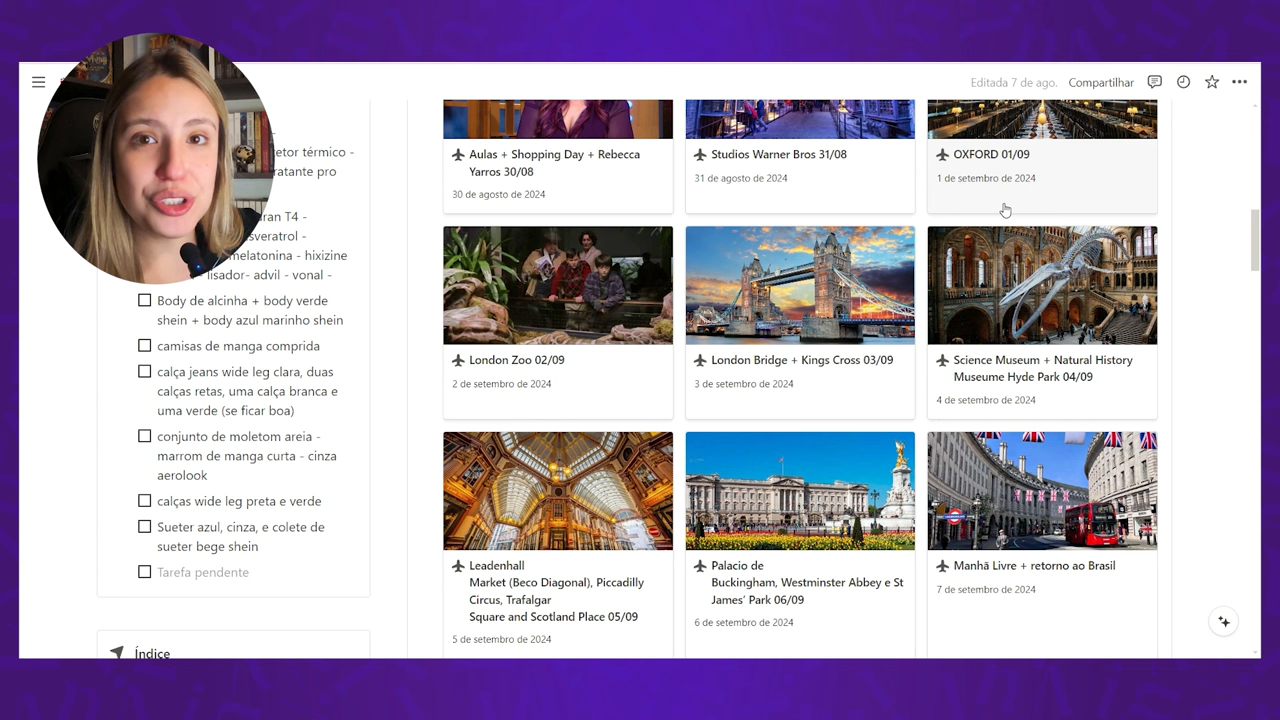 Editada 7 de ago.
Compartilhar
etor térmico -
ratante pro
ran T4 -
sveratrol -
melatonina - hixizine
lisador- advil - vonal -
Body de alcinha + body verde
shein + body azul marinho shein
camisas de manga comprida
calça jeans wide leg clara, duas
calças retas, uma calça branca e
uma verde (se ficar boa)
conjunto de moletom areia -
marrom de manga curta - cinza
aerolook
calças wide leg preta e verde
Sueter azul, cinza, e colete de
sueter bege shein
Tarefa pendente
Índice
Aulas + Shopping Day + Rebecca
Yarros 30/08
30 de agosto de 2024
Studios Warner Bros 31/08
31 de agosto de 2024
OXFORD 01/09
1 de setembro de 2024
London Zoo 02/09
2 de setembro de 2024
London Bridge + Kings Cross 03/09
3 de setembro de 2024
Science Museum + Natural History
Museume Hyde Park 04/09
4 de setembro de 2024
Leadenhall
Market (Beco Diagonal), Piccadilly
Circus, Trafalgar
Square and Scotland Place 05/09
5 de setembro de 2024
Palacio de
Buckingham, Westminster Abbey e St
James’ Park 06/09
6 de setembro de 2024
Manhã Livre + retorno ao Brasil
7 de setembro de 2024